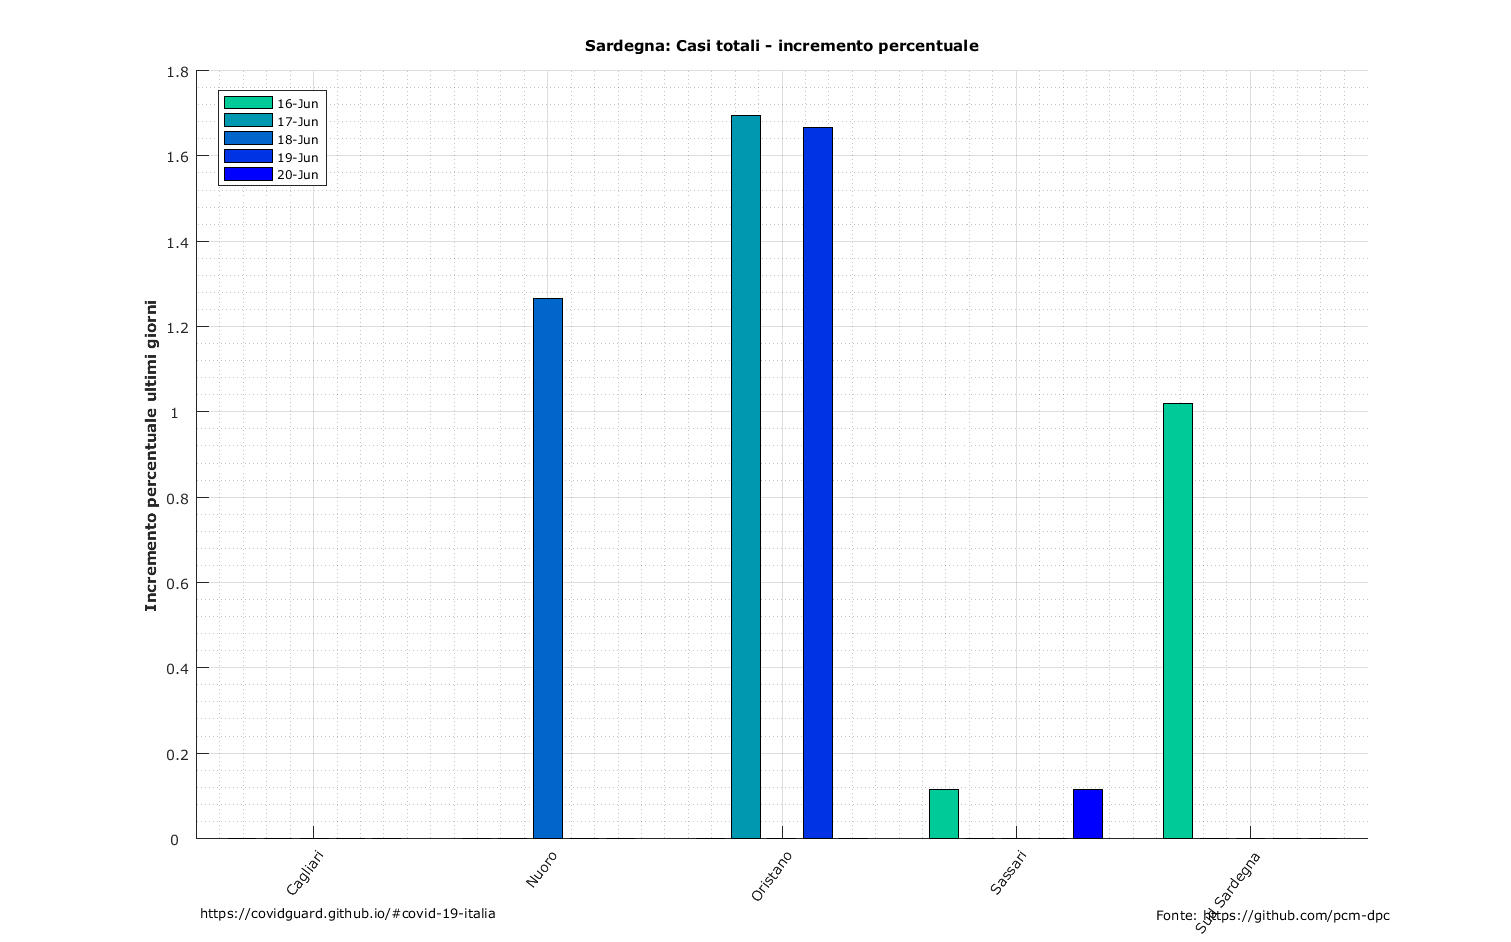 Sardegna: Casi totali - incremento percentuale
1.8
1.6
1.4
1.2
1
0.8
0.6
0.4
0.2
0
Incremento percentuale ultimi giorni
16-Jun
17-Jun
18-Jun
19-Jun
20-Jun
Cagliari
Nuoro
Oristano
Sassari
Sud Sardegna
https://covidguard.github.io/#covid-19-italia
Fonte: https://github.com/pcm-dpc